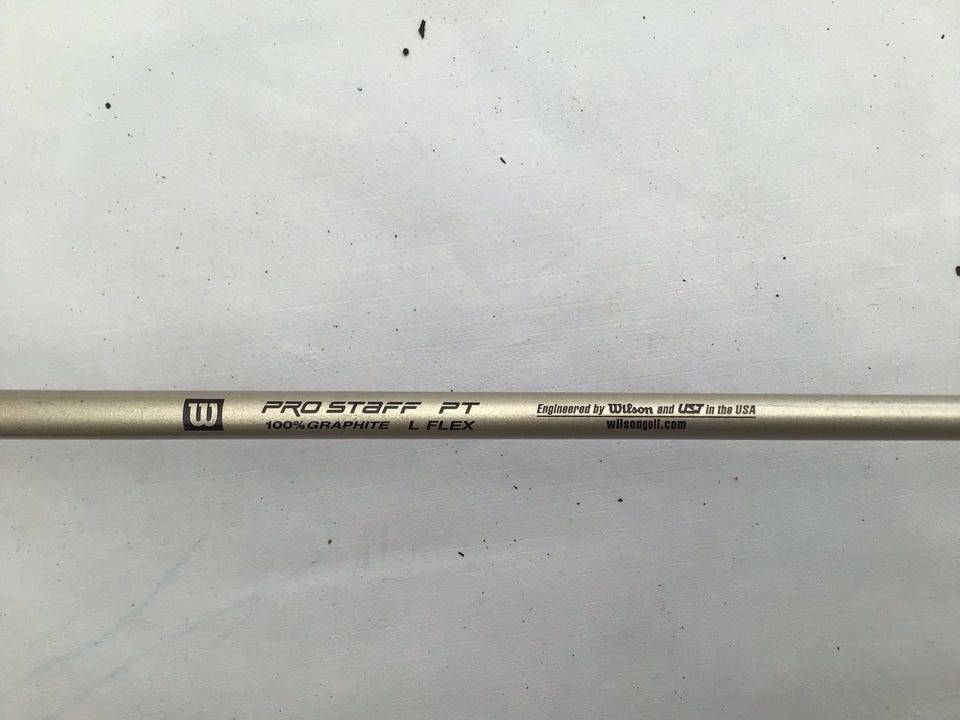 W PRO STAFF PT
100% GRAPHITE L FLEX
Engineered by Wilson and UST in the USA
wilsongolf.com